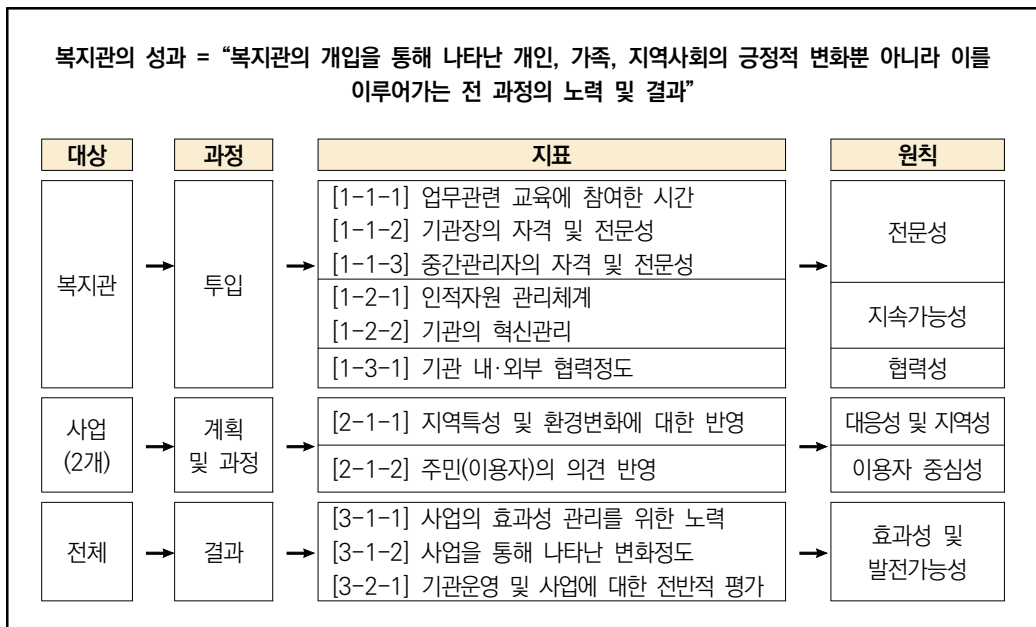 복지관의 성과 = “복지관의 개입을 통해 나타난 개인, 가족, 지역사회의 긍정적 변화뿐 아니라 이를
이루어가는 전 과정의 노력 및 결과”
대상
과정
지표
원칙
복지관
투입
[1-1-1] 업무관련 교육에 참여한 시간
[1-1-2] 기관장의 자격 및 전문성
[1-1-3] 중간관리자의 자격 및 전문성
전문성
[1-2-1] 인적자원 관리체계
[1-2-2] 기관의 혁신관리
지속가능성
[1-3-1] 기관 내·외부 협력정도
협력성
사업
(2개)
계획
및 과정
[2-1-1] 지역특성 및 환경변화에 대한 반영
대응성 및 지역성
[2-1-2] 주민(이용자)의 의견 반영
이용자 중심성
전체
결과
[3-1-1] 사업의 효과성 관리를 위한 노력
[3-1-2] 사업을 통해 나타난 변화정도
[3-2-1] 기관운영 및 사업에 대한 전반적 평가
효과성 및
발전가능성